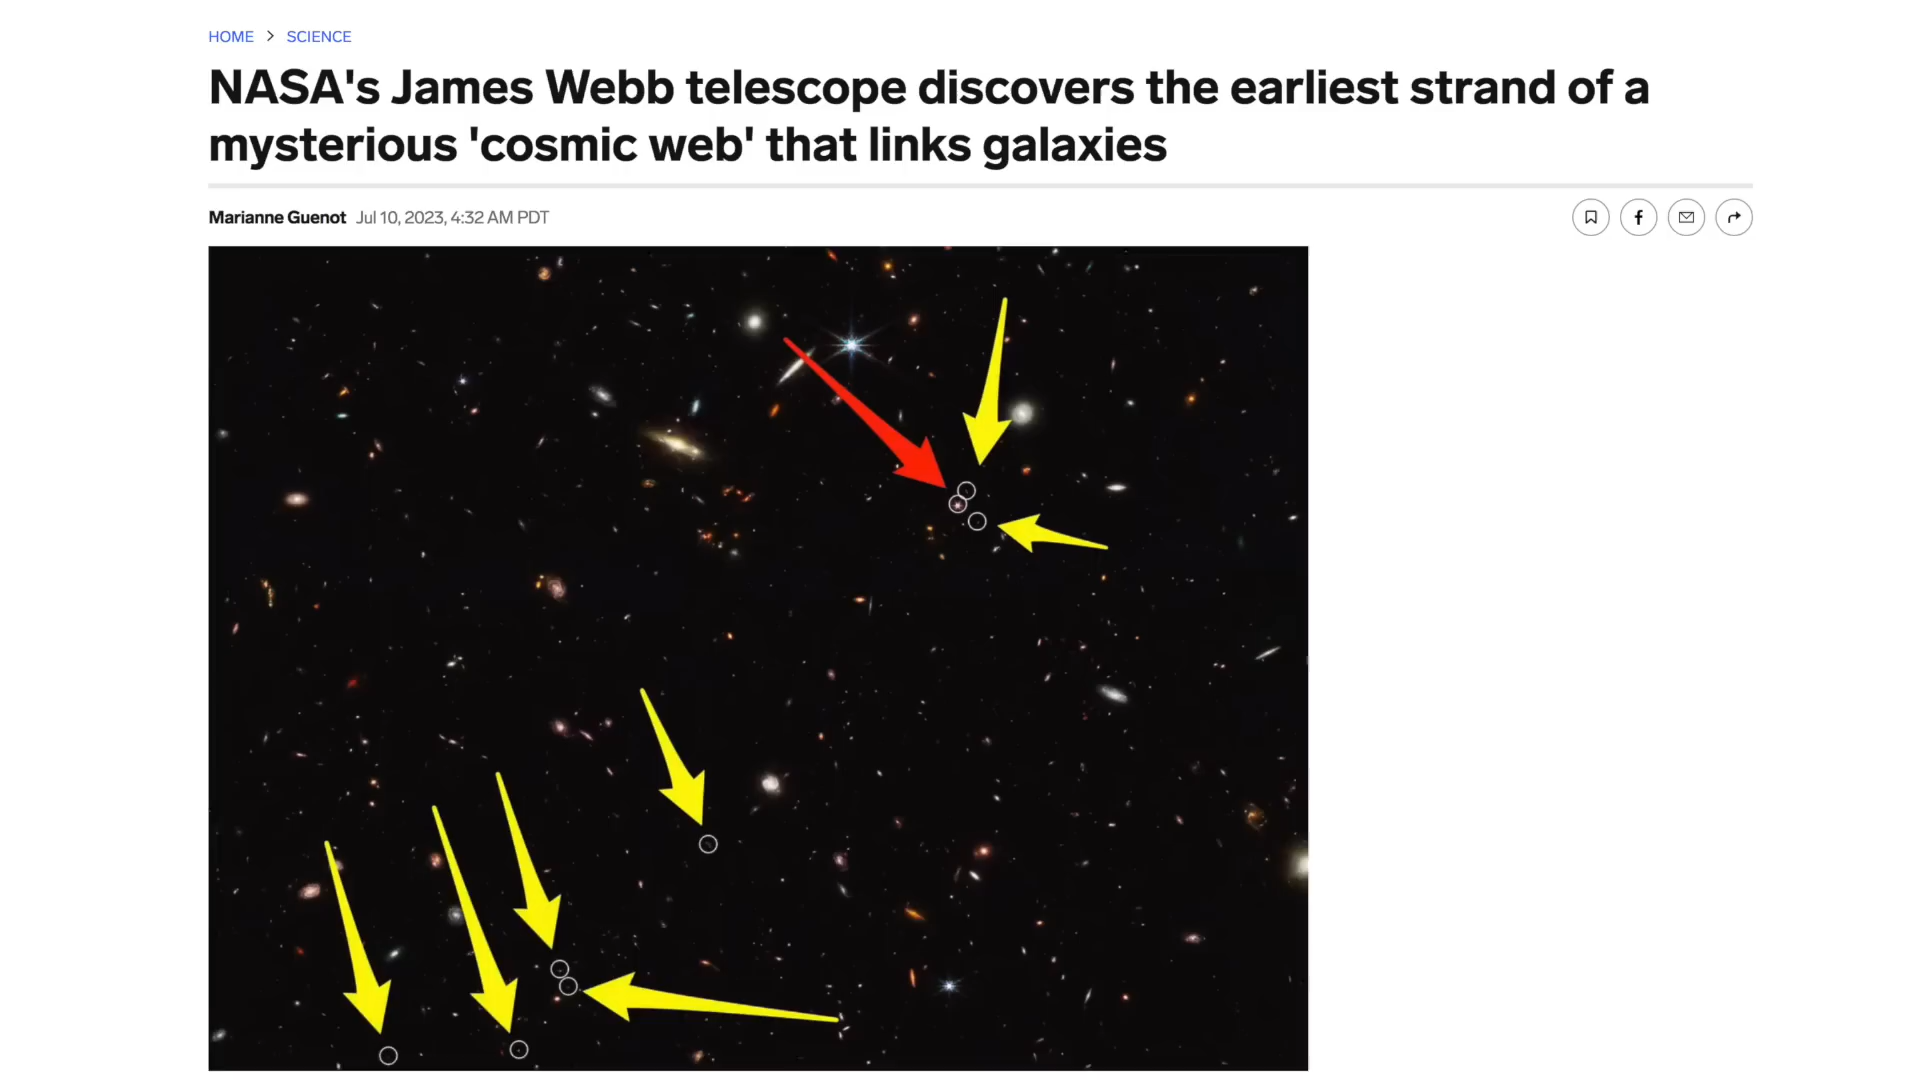 HOME > SCIENCE
NASA's James Webb telescope discovers the earliest strand of a
mysterious 'cosmic web' that links galaxies
Marianne Guenot Jul 10, 2023, 4:32 AM PDT